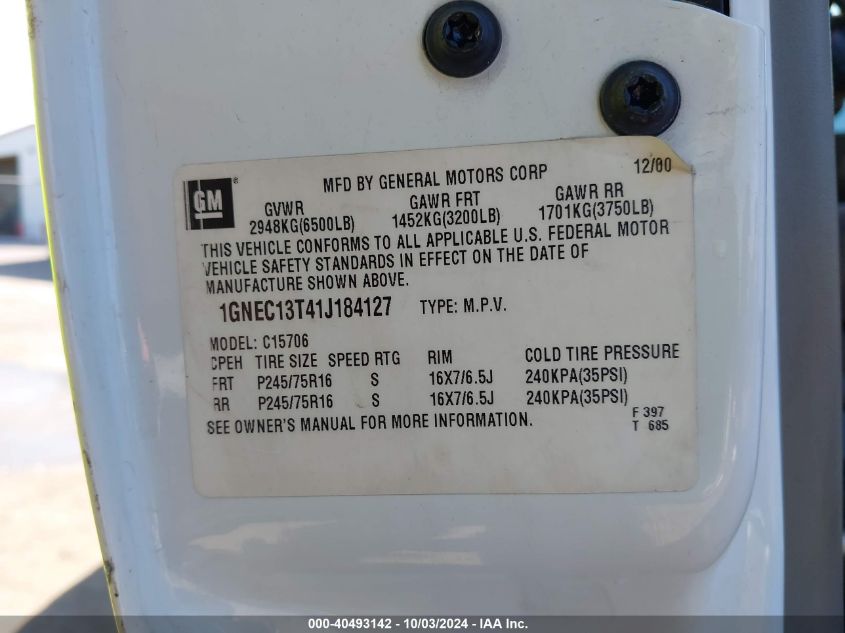 MFD BY GENERAL MOTORS CORP 12/00
GM®
GVWR GAWR FRT GAWR RR
2948KG(6500LB) 1452KG(3200LB) 1701KG(3750LB)
THIS VEHICLE CONFORMS TO ALL APPLICABLE U.S. FEDERAL MOTOR
VEHICLE SAFETY STANDARDS IN EFFECT ON THE DATE OF
MANUFACTURE SHOWN ABOVE.
1GNEC13T41J184127 TYPE: M.P.V.
MODEL: C15706
CPEH TIRE SIZE SPEED RTG RIM COLD TIRE PRESSURE
FRT P245/75R16 S 16X7/6.5J 240KPA(35PSI)
RR P245/75R16 S 16X7/6.5J 240KPA(35PSI)
SEE OWNER'S MANUAL FOR MORE INFORMATION.
F 397
T 685
000-40493142 - 10/03/2024 - IAA Inc.